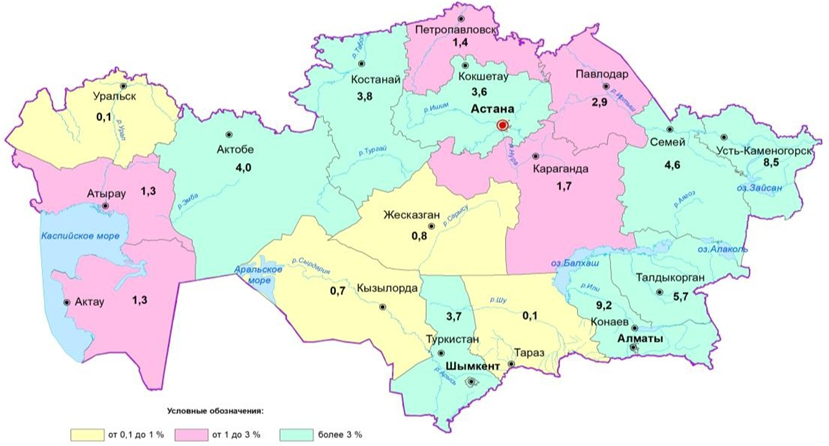 Петропавловск
1,4
р.Тобол
Костанай
3,8
Кокшетау
3,6
р.Ишим
Астана
Павлодар
р.Иртыш
2,9
Уральск
0,1
р.Урал
Актобе
4,0
р.Тургай
р.Эмба
р.Нура
Караганда
1,7
Семей
4,6
Усть-Каменогорск
8,5
оз.Зайсан
р.Аягоз
Атырау
1,3
Каспийское море
Жесказган
0,8
р.Сарысу
Актау
1,3
Аральское
море
р.Сырдария
0,7
Кызылорда
оз.Балхаш
оз.Алаколь
Талдыкорган
5,7
р.Или
9,2
Конаев
Алматы
3,7
р.Шу
0,1
Туркистан
Тараз
Шымкент
р.Арысь
Условные обозначения:
от 0,1 до 1 %
от 1 до 3 %
более 3 %